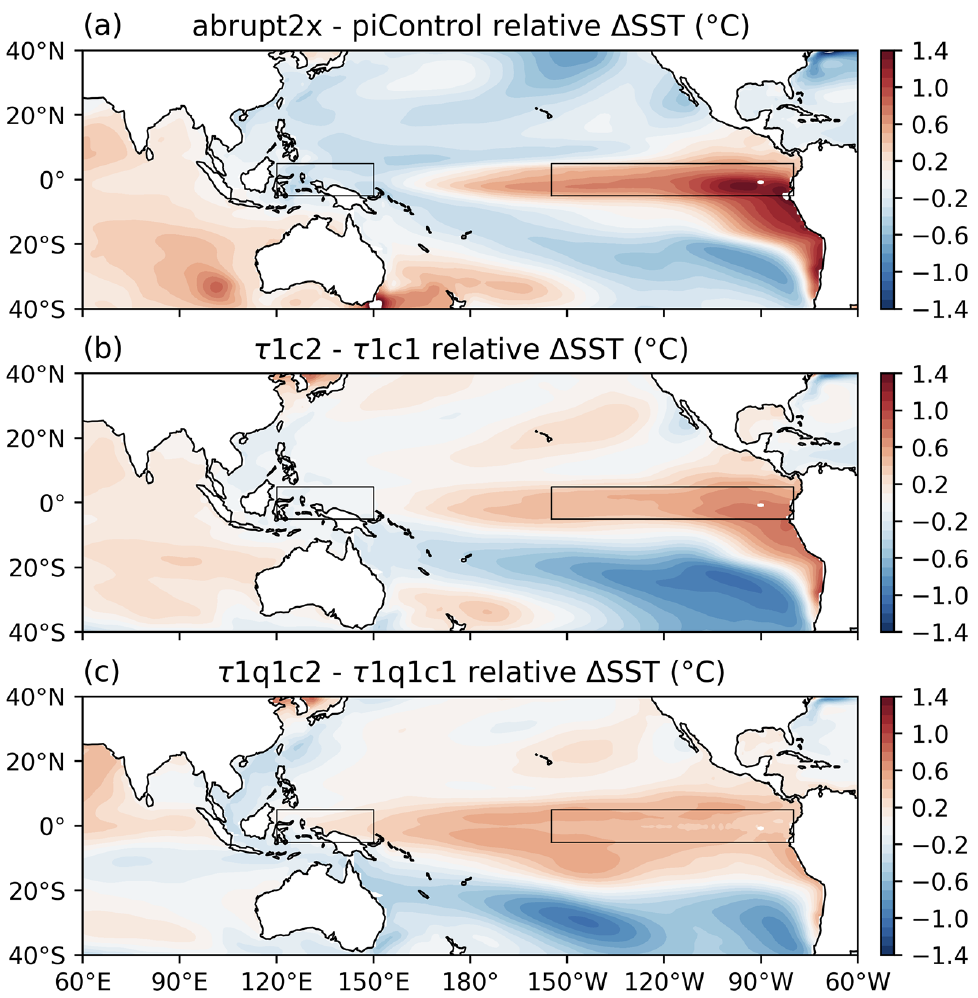 (a) abrupt2x - piControl relative ΔSST (°C)
40°N
20°N
0°
20°S
40°S
1.4
1.0
0.6
0.2
−0.2
−0.6
−1.0
−1.4
(b) τ1c2 - τ1c1 relative ΔSST (°C)
40°N
20°N
0°
20°S
40°S
1.4
1.0
0.6
0.2
−0.2
−0.6
−1.0
−1.4
(c) τ1q1c2 - τ1q1c1 relative ΔSST (°C)
40°N
20°N
0°
20°S
40°S
1.4
1.0
0.6
0.2
−0.2
−0.6
−1.0
−1.4
60°E 90°E 120°E 150°E 180° 150°W 120°W 90°W 60°W